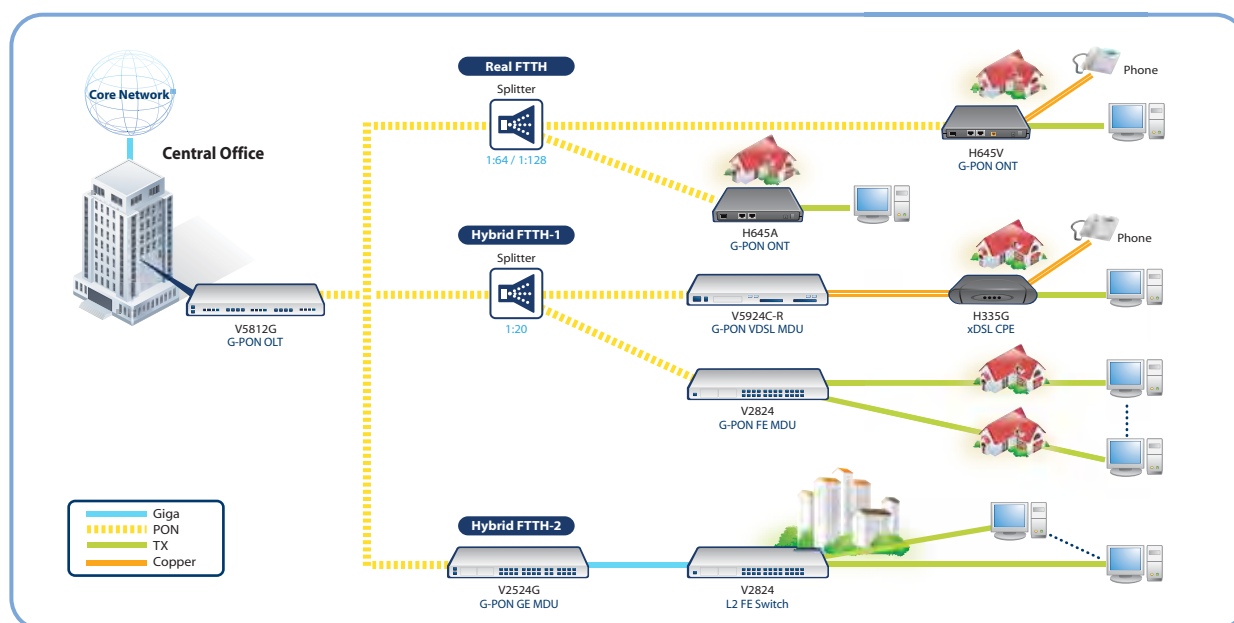 Core Network
Central Office
V5812G
G-PON OLT
Real FTTH
Splitter
1:64 / 1:128
H645V
G-PON ONT
Phone
H645A
G-PON ONT
Hybrid FTTH-1
Splitter
1:20
V5924C-R
G-PON VDSL MDU
H335G
xDSL CPE
Phone
V2824
G-PON FE MDU
Hybrid FTTH-2
V2524G
G-PON GE MDU
V2824
L2 FE Switch
Giga
PON
TX
Copper